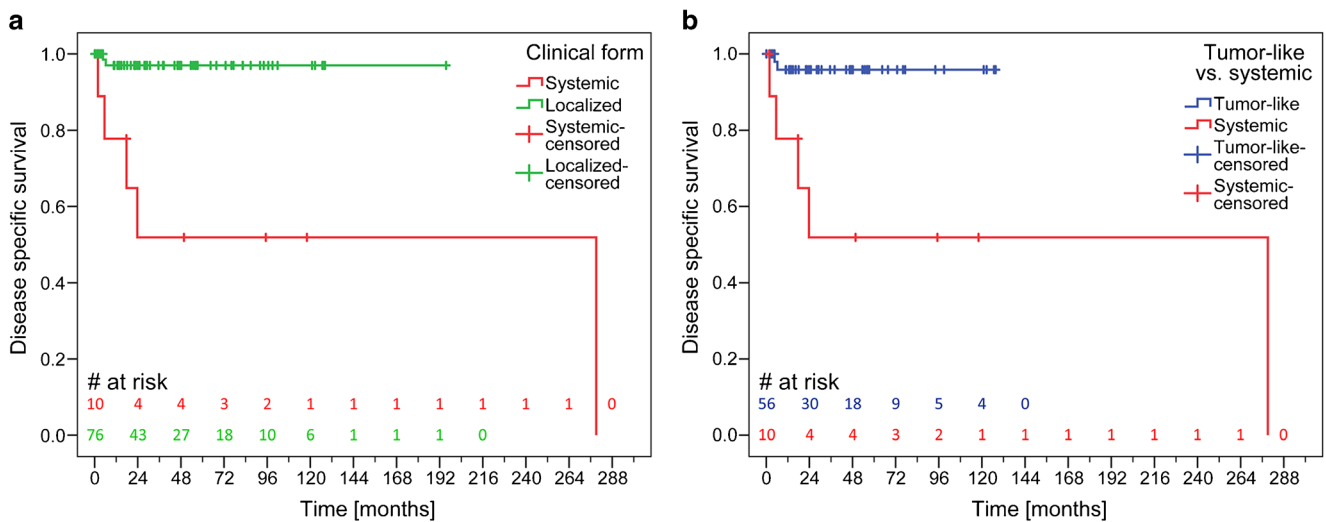 a
Clinical form
Systemic
Localized
Systemic-
censored
Localized-
censored
Disease specific survival
1.0
0.8
0.6
0.4
0.2
0.0
# at risk
10 4 4 3 2 1 1 1 1 1 1 1 0
76 43 27 18 10 6 1 1 1 0
0 24 48 72 96 120 144 168 192 216 240 264 288
Time [months]
b
Tumor-like
vs. systemic
Tumor-like
Systemic
Tumor-like-
censored
Systemic-
censored
Disease specific survival
1.0
0.8
0.6
0.4
0.2
0.0
# at risk
56 30 18 9 5 4 0
10 4 4 3 2 1 1 1 1 1 1 1 0
0 24 48 72 96 120 144 168 192 216 240 264 288
Time [months]